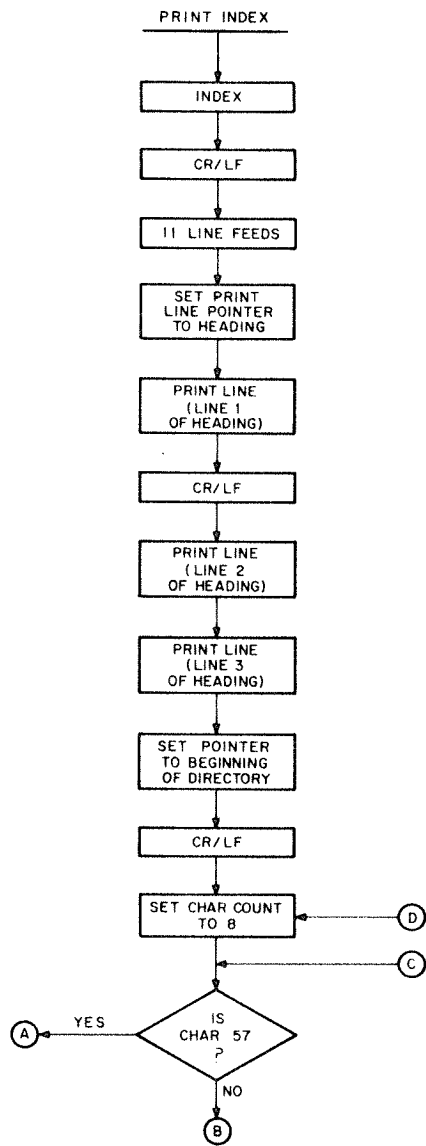 PRINT INDEX
INDEX
CR/LF
11 LINE FEEDS
SET PRINT
LINE POINTER
TO HEADING
PRINT LINE
(LINE 1
OF HEADING)
CR/LF
PRINT LINE
(LINE 2
OF HEADING)
PRINT LINE
(LINE 3
OF HEADING)
SET POINTER
TO BEGINNING
OF DIRECTORY
CR/LF
SET CHAR COUNT
TO 8
D
C
IS
CHAR 57
?
YES
A
NO
B